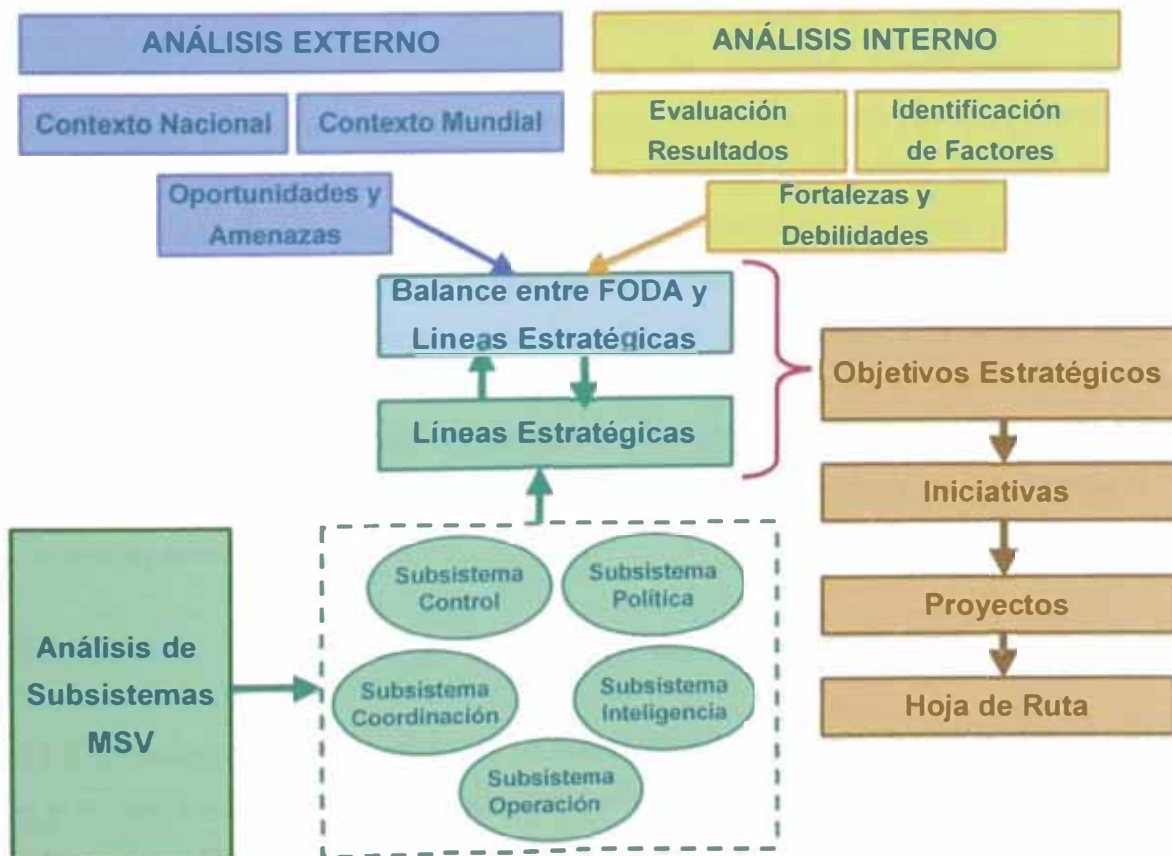 ANÁLISIS EXTERNO
ANÁLISIS INTERNO
Contexto Nacional
Contexto Mundial
Evaluación
Resultados
Identificación
de Factores
Oportunidades y
Amenazas
Fortalezas y
Debilidades
Balance entre FODA y
Lineas Estratégicas
Líneas Estratégicas
Objetivos Estratégicos
Iniciativas
Proyectos
Hoja de Ruta
Análisis de
Subsistemas
MSV
Subsistema
Control
Subsistema
Política
Subsistema
Coordinación
Subsistema
Inteligencia
Subsistema
Operación